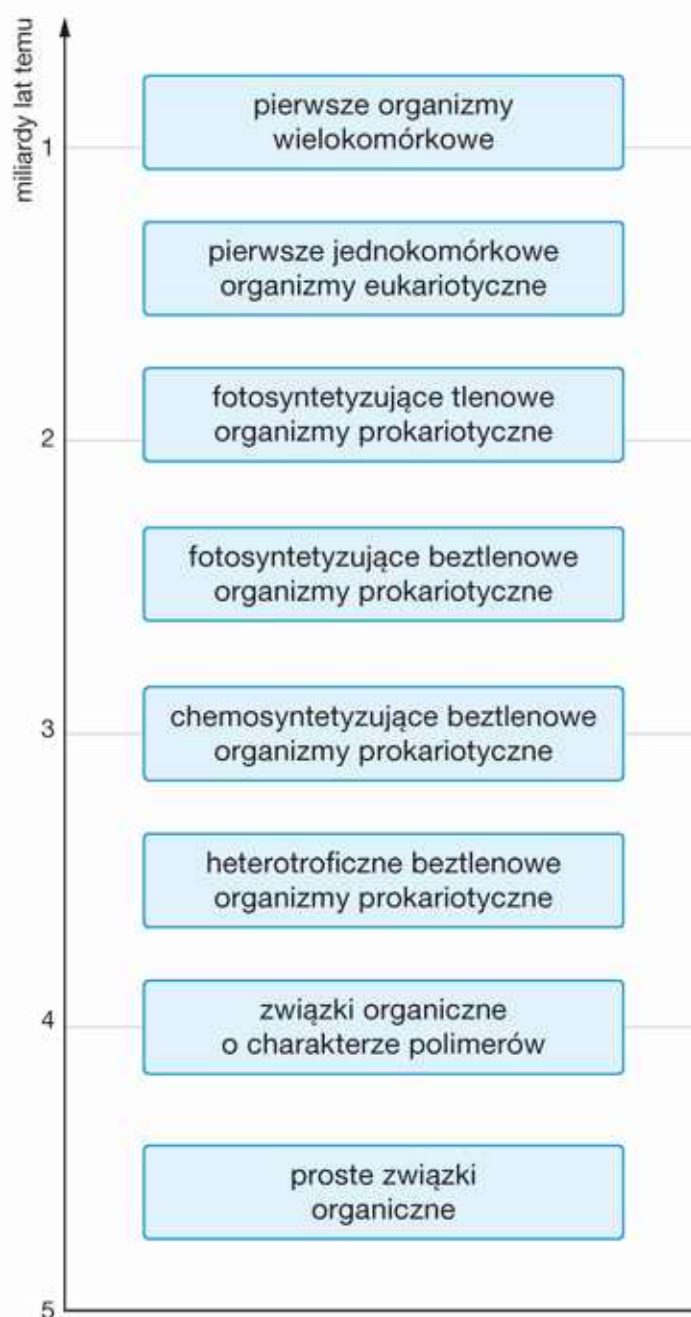 miliardy lat temu
pierwsze organizmy
wielokomórkowe
1
pierwsze jednokomórkowe
organizmy eukariotyczne
fotosyntetyzujące tlenowe
organizmy prokariotyczne
2
fotosyntetyzujące beztlenowe
organizmy prokariotyczne
chemosyntetyzujące beztlenowe
organizmy prokariotyczne
3
heterotroficzne beztlenowe
organizmy prokariotyczne
związki organiczne
o charakterze polimerów
4
proste związki
organiczne
5